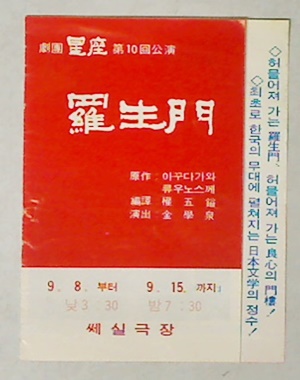 劇團 星座 第10回公演
羅生門
原作 : 아꾸다가와
류우노스께
編譯 權五鎰
演出 金學泉
9. 8. 부터 9. 15. 까지
낮3:30 밤7:30
쎄실극장
◇허물어져 가는 羅生門, 허물어져 가는 良心의 門樓!
◇최초로 한국의 무대에 펼쳐지는 日本文学의 정수!